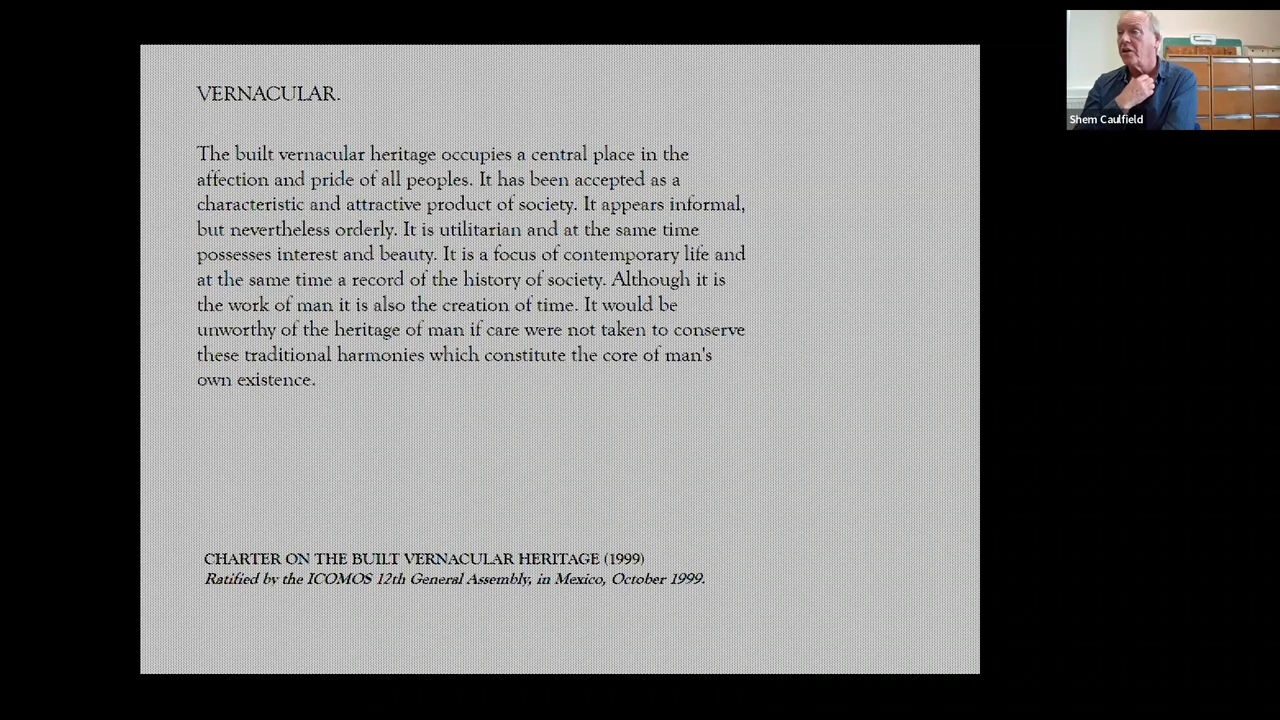 VERNACULAR.
The built vernacular heritage occupies a central place in the
affection and pride of all peoples. It has been accepted as a
characteristic and attractive product of society. It appears informal,
but nevertheless orderly. It is utilitarian and at the same time
possesses interest and beauty. It is a focus of contemporary life and
at the same time a record of the history of society. Although it is
the work of man it is also the creation of time. It would be
unworthy of the heritage of man if care were not taken to conserve
these traditional harmonies which constitute the core of man's
own existence.
CHARTER ON THE BUILT VERNACULAR HERITAGE (1999)
Ratified by the ICOMOS 12th General Assembly, in Mexico, October 1999.
Shem Caulfield